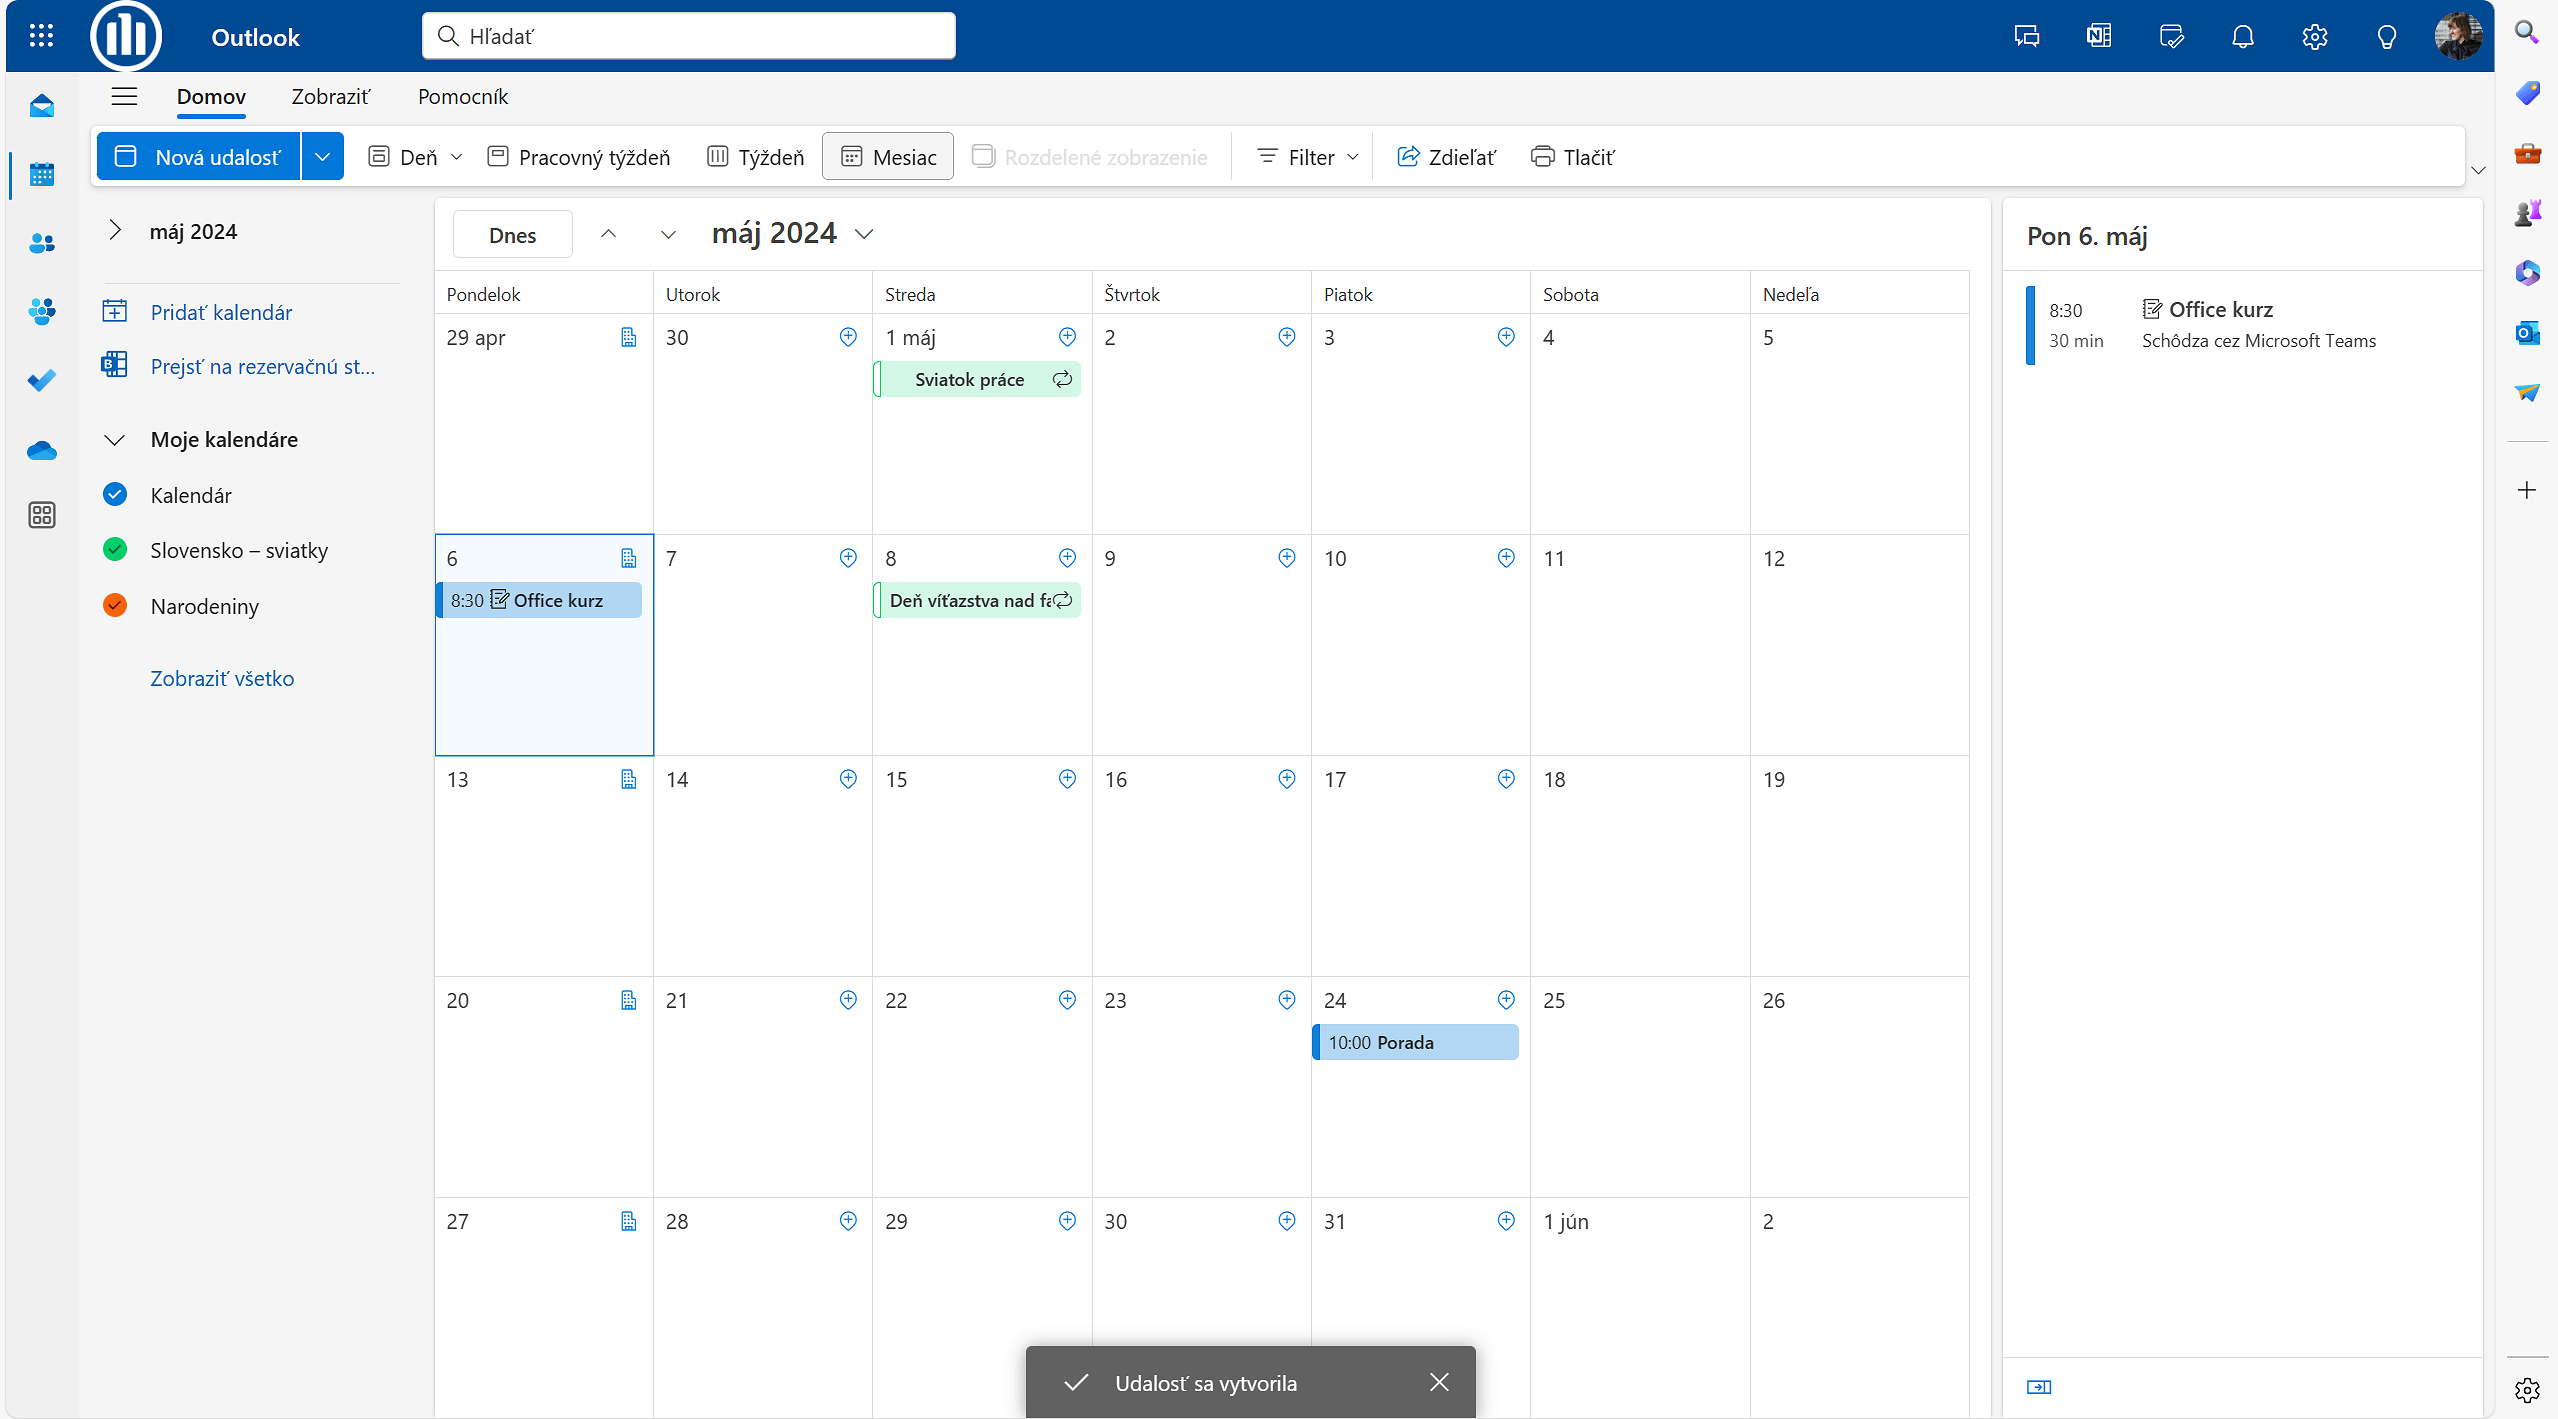 Outlook
Hľadať
Domov
Zobraziť
Pomocník
Nová udalosť
Deň
Pracovný týždeň
Týždeň
Mesiac
Rozdelené zobrazenie
Filter
Zdieľať
Tlačiť
máj 2024
Pridať kalendár
Prejsť na rezervačnú st...
Moje kalendáre
Kalendár
Slovensko – sviatky
Narodeniny
Zobraziť všetko
Dnes
máj 2024
Pondelok Utorok Streda Štvrtok Piatok Sobota Nedeľa
29 apr 30 1 máj 2 3 4 5
Sviatok práce
6 7 8 9 10 11 12
8:30 Office kurz
Deň víťazstva nad fa
13 14 15 16 17 18 19
20 21 22 23 24 25 26
10:00 Porada
27 28 29 30 31 1 jún 2
Udalosť sa vytvorila
Pon 6. máj
8:30 Office kurz
30 min Schôdza cez Microsoft Teams